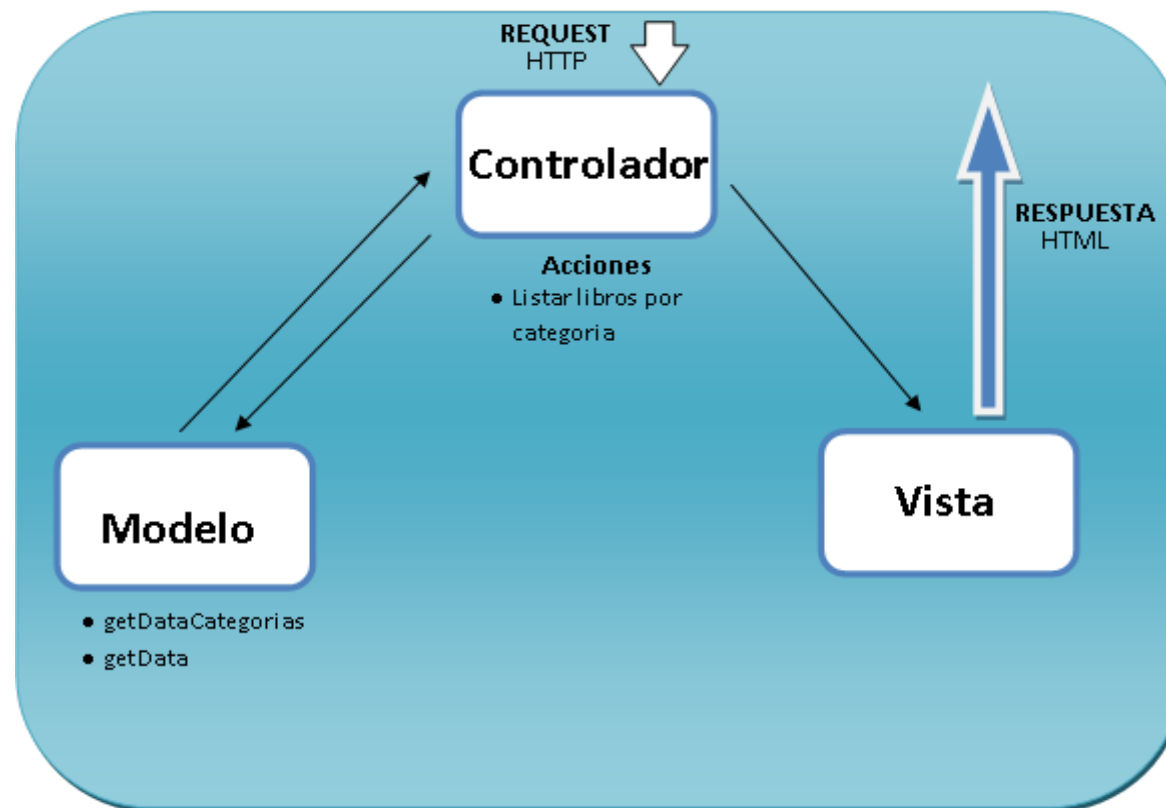 REQUEST
HTTP
Controlador
RESPUESTA
HTML
Acciones
● Listar libros por
categoria
Modelo
Vista
● getDataCategorias
● getData